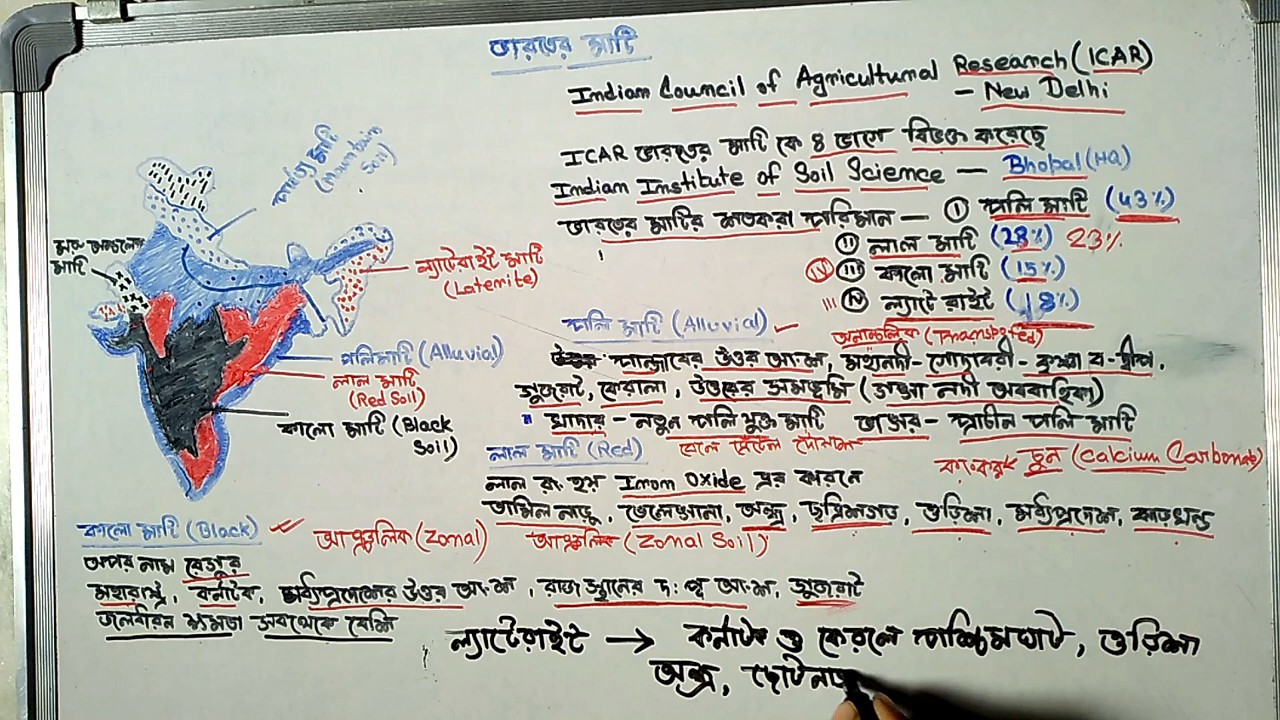 ভারতের মাটি
Indian Council of Agricultural Research (ICAR)
– New Delhi
ICAR ভারতের মাটি কে ৪ ভাগে বিভক্ত করেছে
Indian Institute of Soil Science — Bhopal (HQ)
ভারতের মাটির শতকরা পরিমান — ① পলি মাটি (43%)
ⅱ লাল মাটি (28%) 23%
ⅳ ⅲ কালো মাটি (15%)
ⅲ ⅳ ল্যাটেরাইট (18%)
পার্বত্য মাটি
(Mountain Soil)
মরু অঞ্চলের
মাটি
ল্যাটেরাইট মাটি
(Laterite)
পলিমাটি (Alluvial)
লাল মাটি
(Red Soil)
কালো মাটি (Black
Soil)
পলি মাটি (Alluvial) অনাঞ্চলিক
পাঞ্জাবের উত্তর অংশে, মহানদী - গোদাবরী - কৃষ্ণা ব-দ্বীপ,
গুজরাট, কেরালা, উত্তরের সমভূমি (গঙ্গা নদী অববাহিকা)
খাদার - নতুন পলি যুক্ত মাটি ভাঙ্গর - প্রাচীন পলি মাটি
লাল মাটি (Red) বেলে এঁটেল দোঁয়াশ
কাংকর চুন (Calcium Carbonate)
লাল রং হয় Iron Oxide এর কারনে
তামিল নাড়ু, তেলেঙ্গানা, অন্ধ্র, ছত্রিশগড়, ওড়িশা, মধ্যপ্রদেশ, ঝাড়খন্ড
কালো মাটি (Black) আঞ্চলিক (Zonal) আঞ্চলিক (Zonal Soil)
অপর নাম রেগুর
মহারাষ্ট্র, কর্নাটক, মধ্যপ্রদেশের উত্তর অংশ, রাজস্থানের দঃ পূ অংশ, গুজরাট
জলধারন ক্ষমতা সবথেকে বেশি
ল্যাটেরাইট → কর্নাটক ও কেরলে পশ্চিমঘাট, ওড়িশা
অন্ধ্র, ছোটনাগ